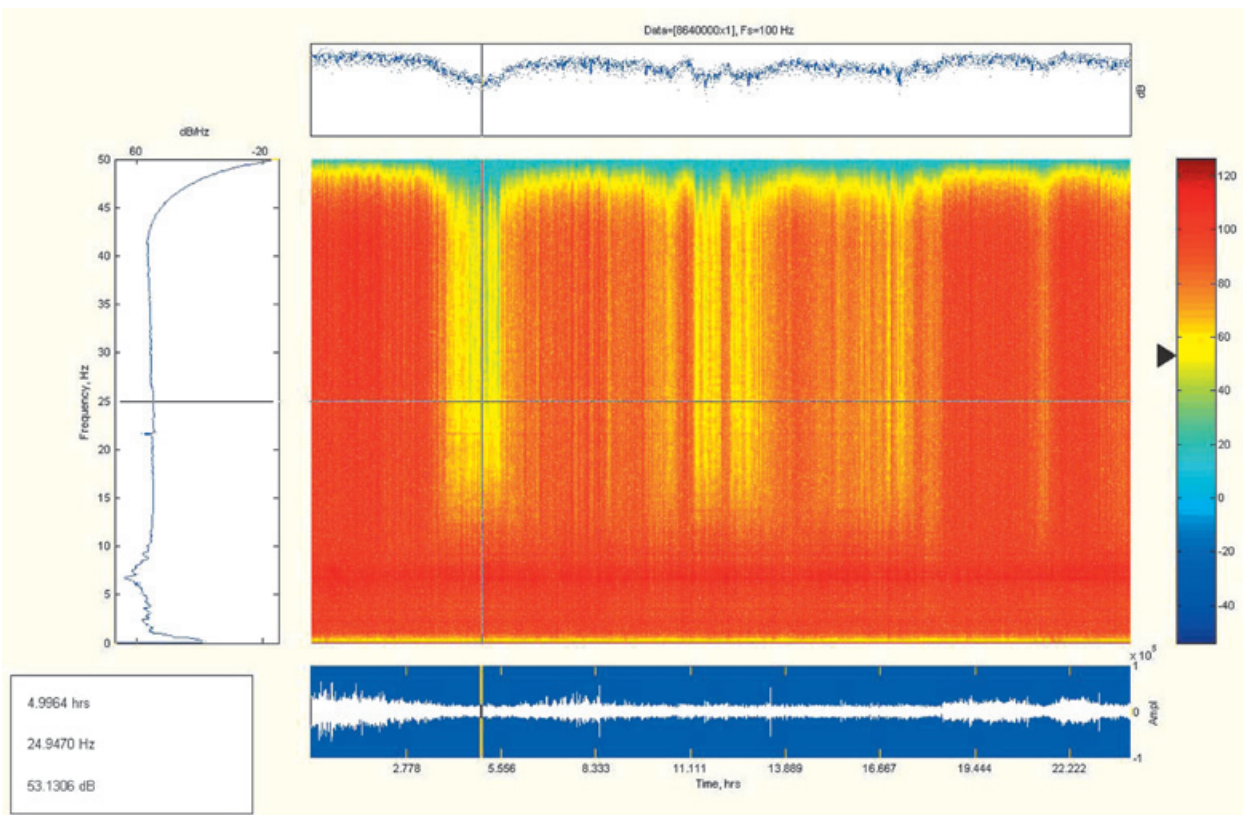 Data=[8640000x1], Fs=100 Hz
dB
dB/Hz
60 -20
50
45
40
35
30
25
20
15
10
5
0
Frequency, Hz
120
100
80
60
40
20
0
-20
-40
x 10^5
1
0
-1
Ampl
2.778 5.556 8.333 11.111 13.889 16.667 19.444 22.222
Time, hrs
4.9964 hrs
24.9470 Hz
53.1306 dB